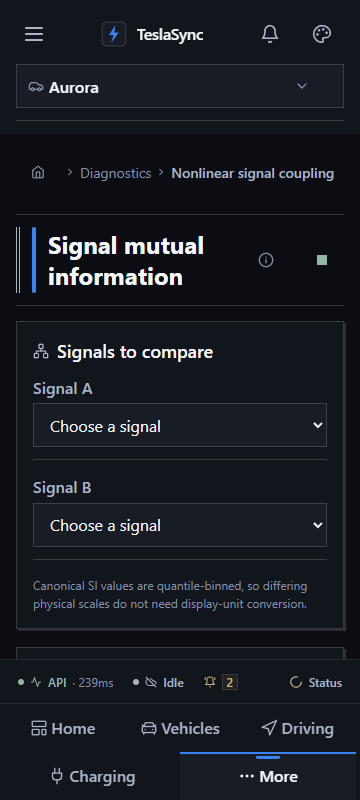 TeslaSync
Aurora
Diagnostics
Nonlinear signal coupling
Signal mutual
information
Signals to compare
Signal A
Choose a signal
Signal B
Choose a signal
Canonical SI values are quantile-binned, so differing
physical scales do not need display-unit conversion.
API · 239ms
Idle
2
Status
Home
Vehicles
Driving
Charging
More